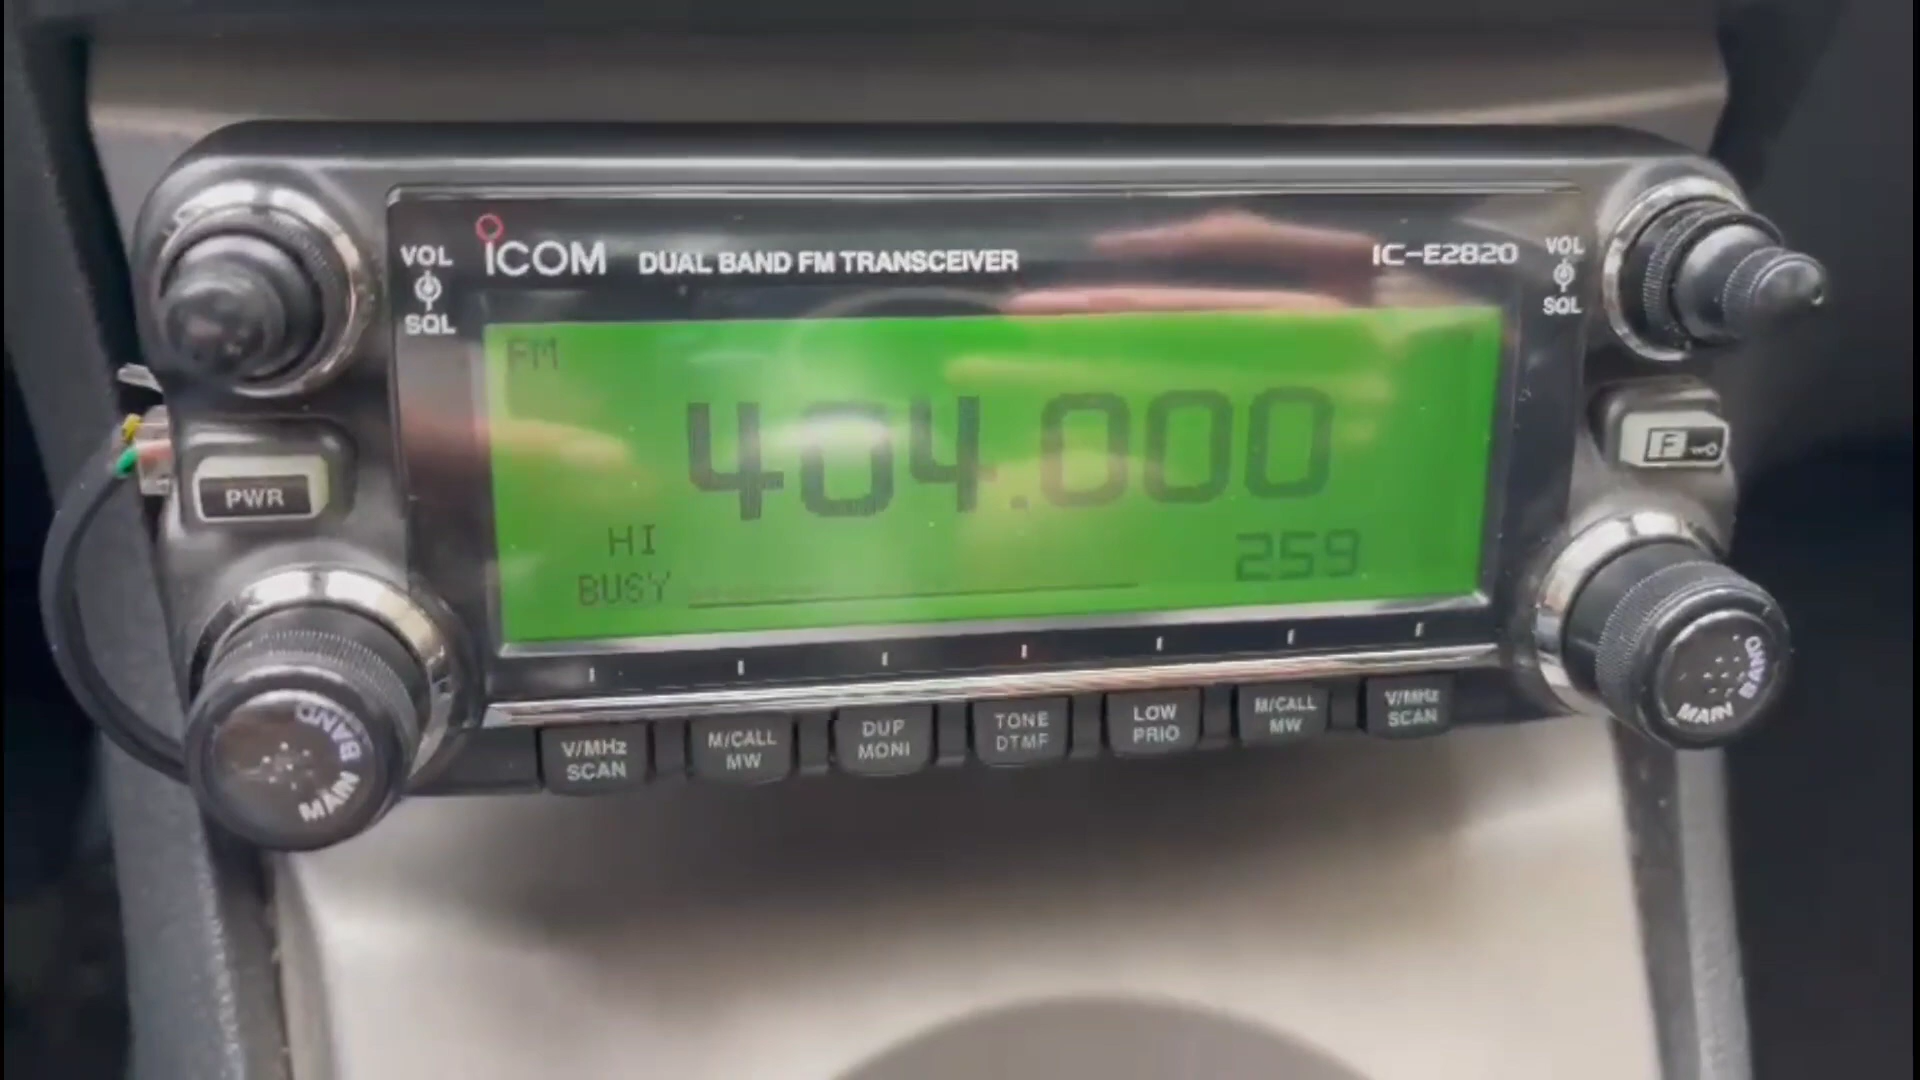 VOL
SQL
ICOM
DUAL BAND FM TRANSCEIVER
IC-E2820
VOL
SQL
FM
404.000
HI
BUSY
259
PWR
F
MAIN BAND
MAIN BAND
V/MHz
SCAN
M/CALL
MW
DUP
MONI
TONE
DTMF
LOW
PRIO
M/CALL
MW
V/MHz
SCAN